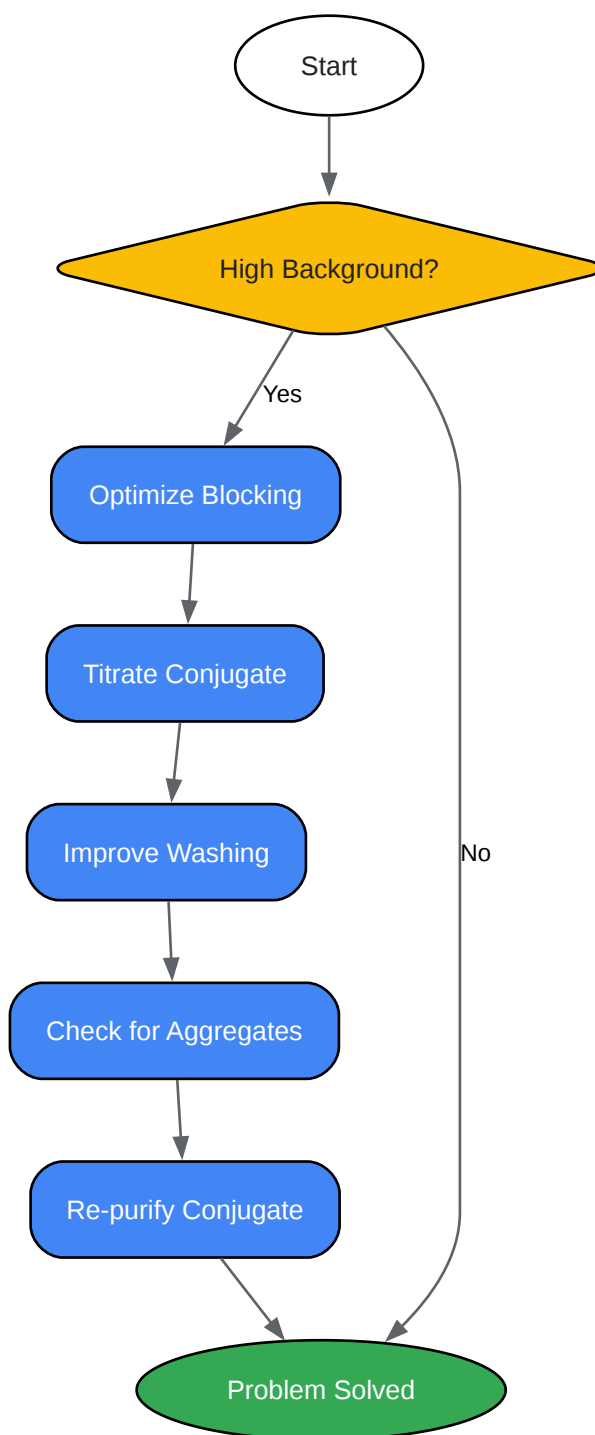 Start
High Background?
Yes
Optimize Blocking
Titrate Conjugate
Improve Washing
No
Check for Aggregates
Re-purify Conjugate
Problem Solved